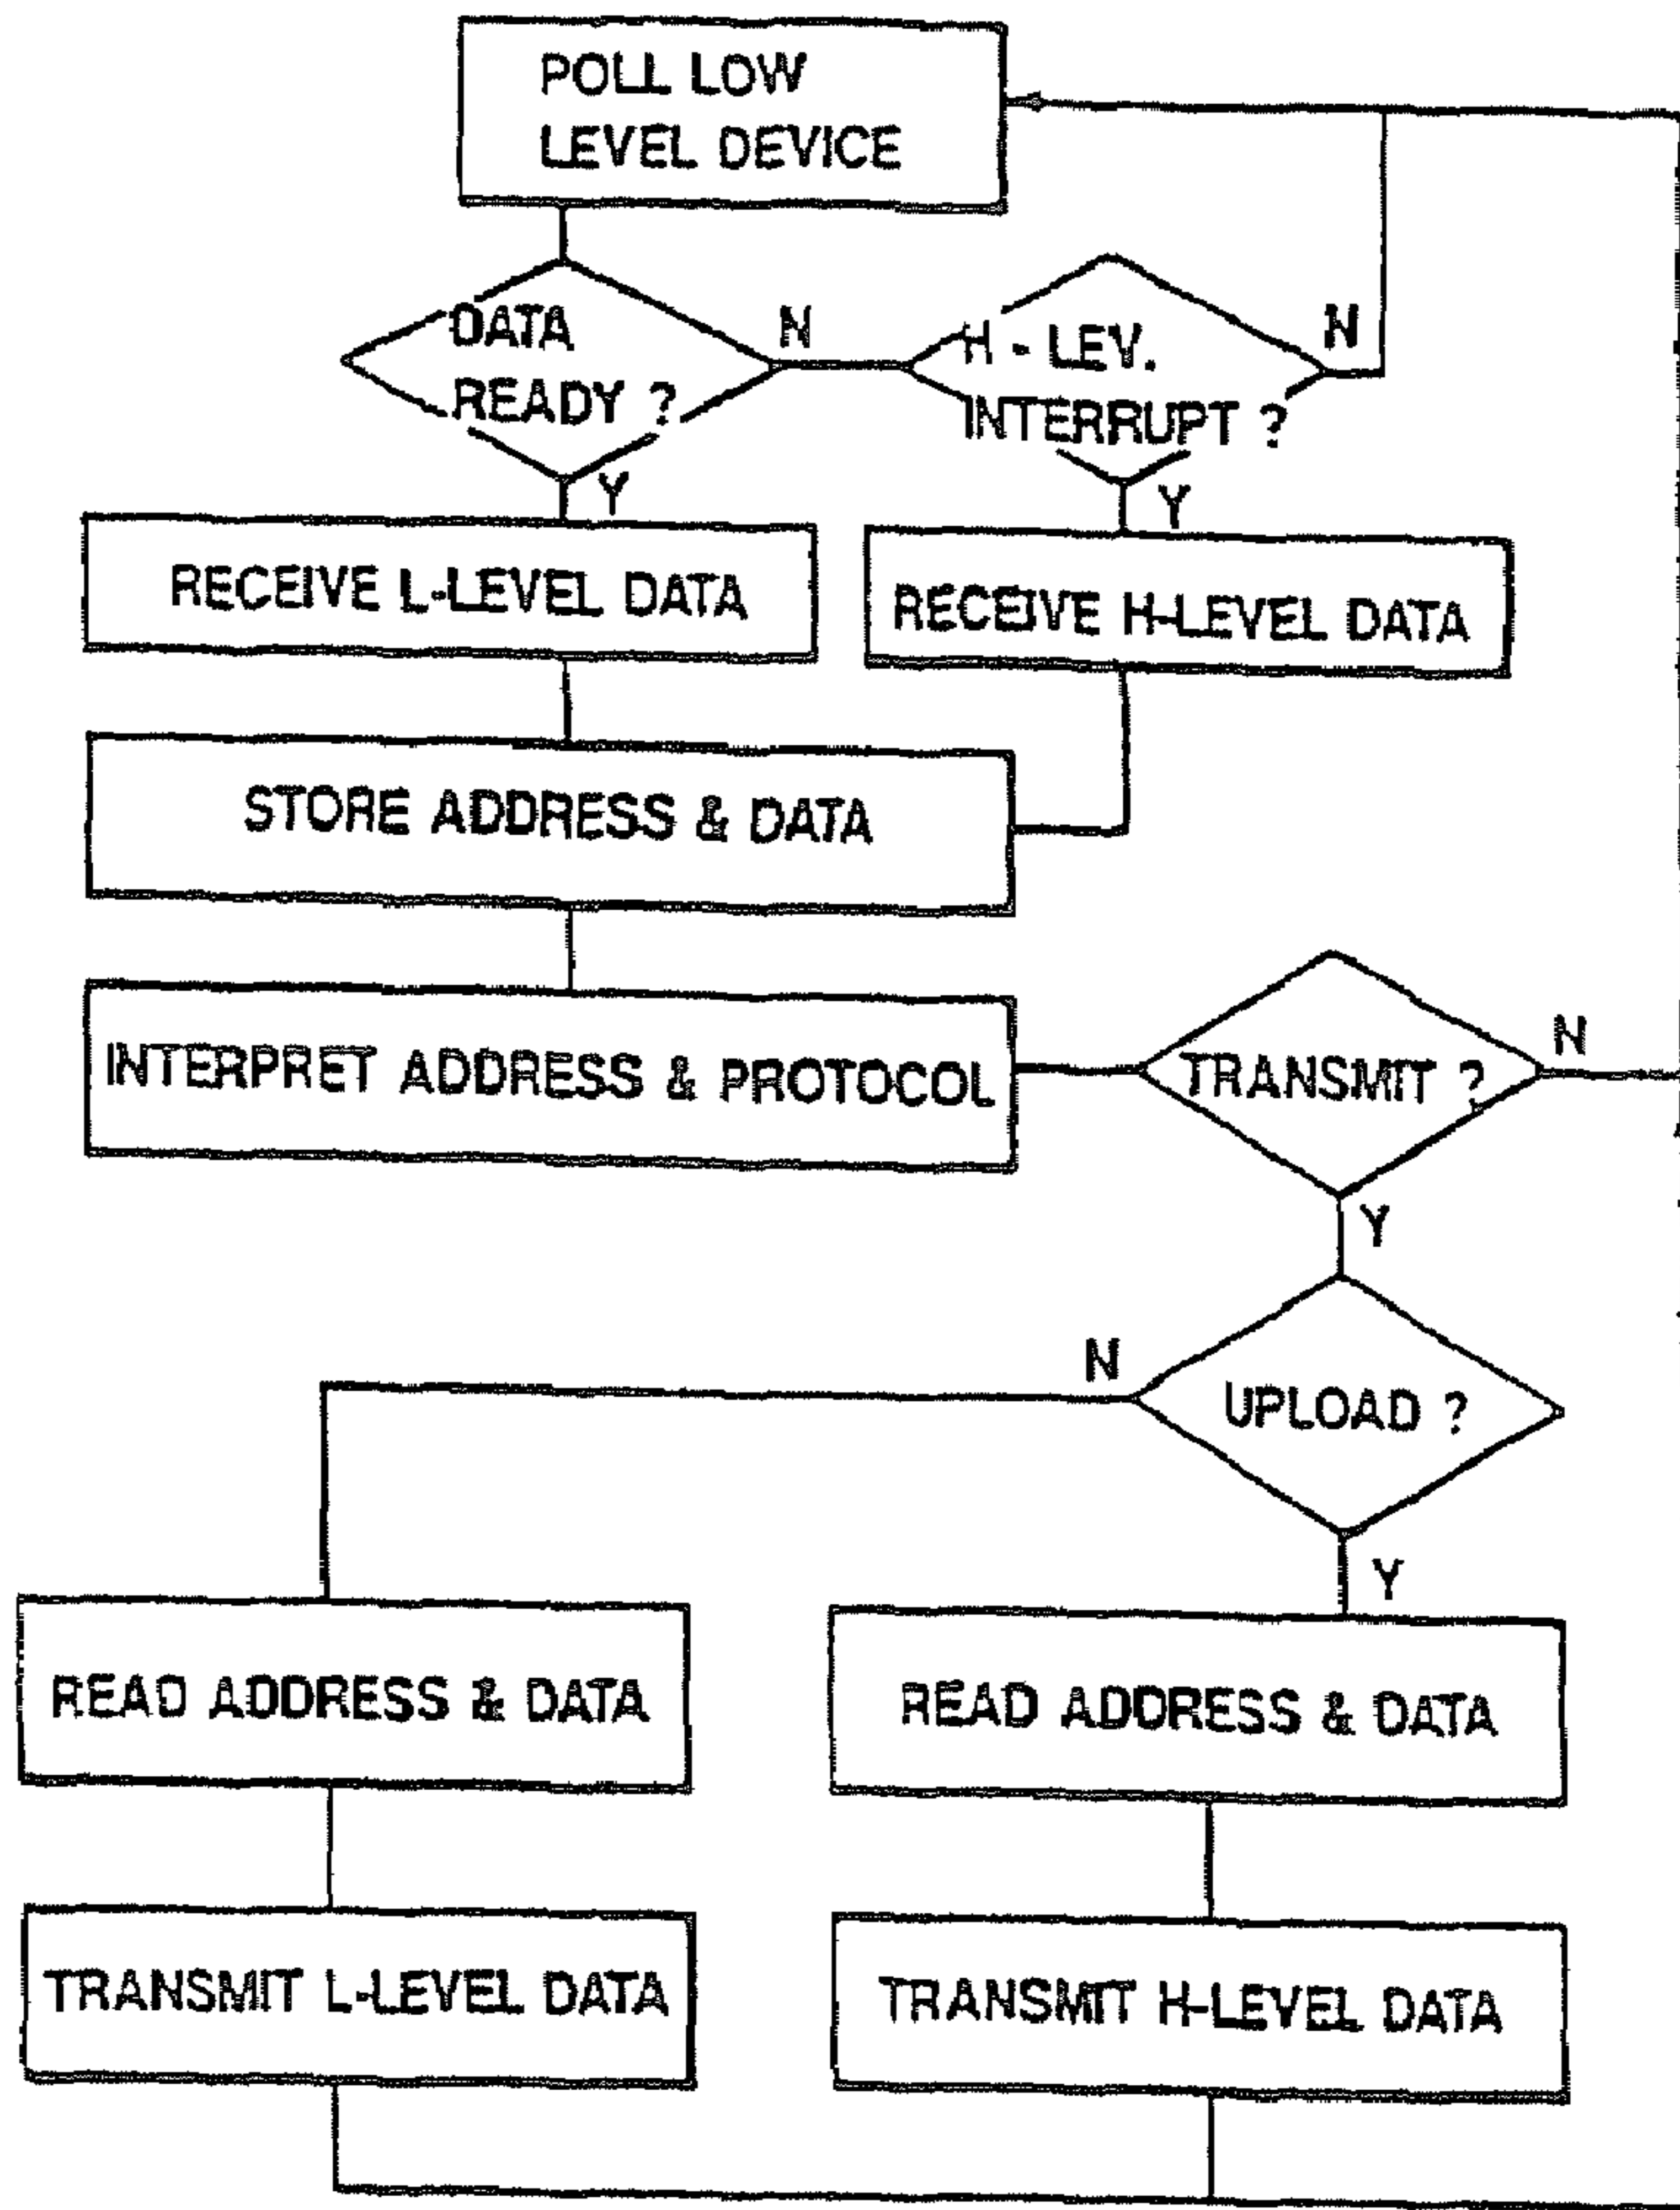 POLL LOW
LEVEL DEVICE
DATA
READY ?
N
H - LEV.
INTERRUPT ?
N
Y
Y
RECEIVE L-LEVEL DATA
RECEIVE H-LEVEL DATA
STORE ADDRESS & DATA
INTERPRET ADDRESS & PROTOCOL
TRANSMIT ?
N
Y
N
UPLOAD ?
Y
READ ADDRESS & DATA
READ ADDRESS & DATA
TRANSMIT L-LEVEL DATA
TRANSMIT H-LEVEL DATA